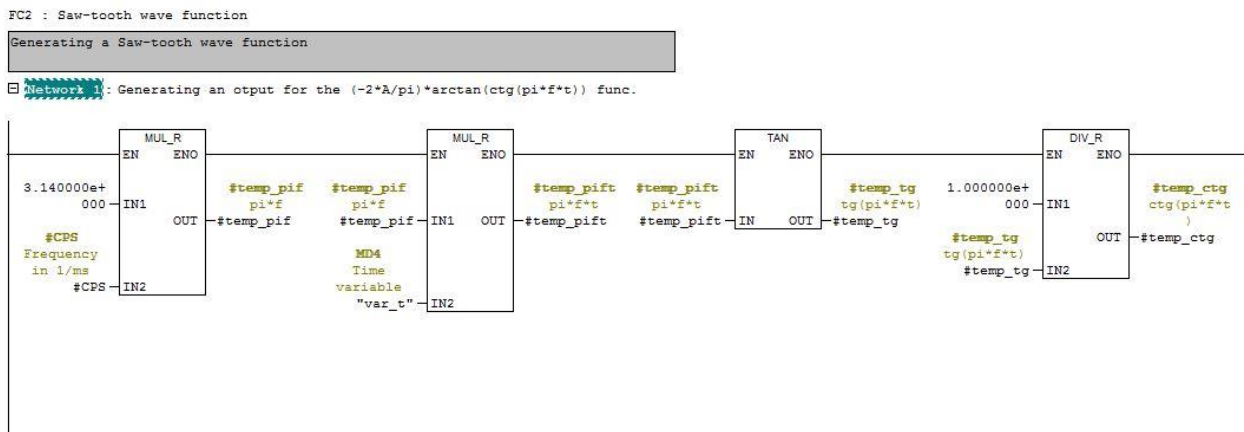 FC2 : Saw-tooth wave function
Generating a Saw-tooth wave function
Network 1: Generating an otput for the (-2*A/pi)*arctan(ctg(pi*f*t)) func.
MUL_R
EN ENO
3.140000e+
000 IN1
OUT #temp_pif
#temp_pif
pi*f
#CPS
Frequency
in 1/ms
#CPS IN2
MUL_R
EN ENO
#temp_pif
pi*f
#temp_pif IN1
OUT #temp_pift
#temp_pift
pi*f*t
MD4
Time
variable
"var_t" IN2
TAN
EN ENO
#temp_pift
pi*f*t
#temp_pift IN
OUT #temp_tg
#temp_tg
tg(pi*f*t)
DIV_R
EN ENO
1.000000e+
000 IN1
OUT #temp_ctg
#temp_ctg
ctg(pi*f*t
)
#temp_tg
tg(pi*f*t)
#temp_tg IN2